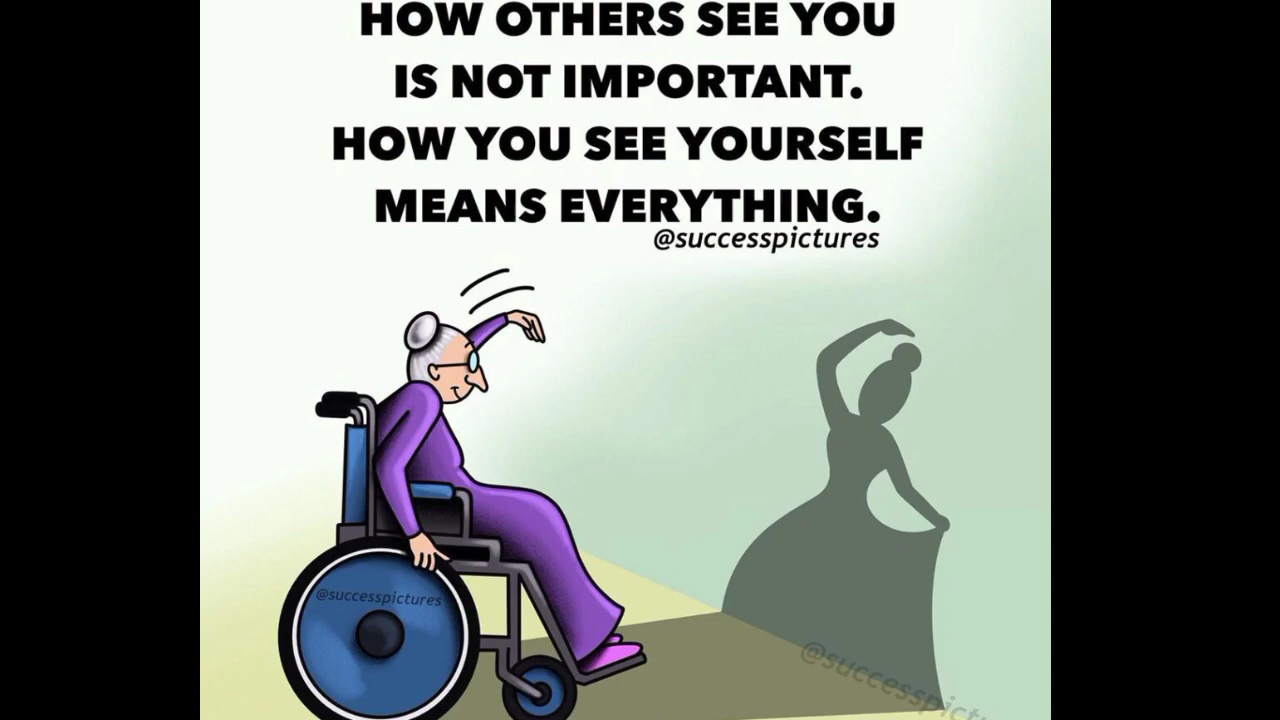 HOW OTHERS SEE YOU
IS NOT IMPORTANT.
HOW YOU SEE YOURSELF
MEANS EVERYTHING.
@successpictures
@successpictures